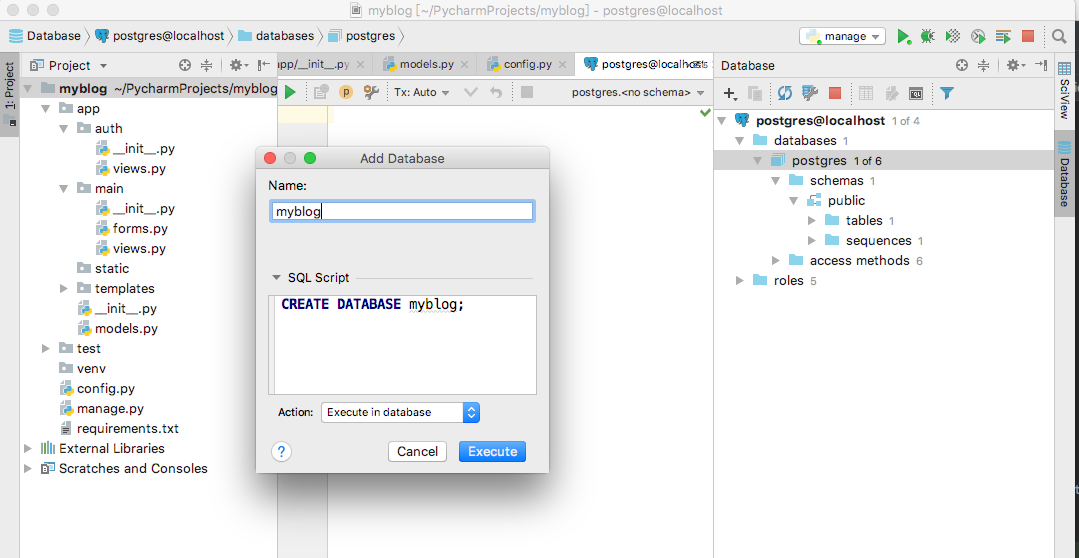 myblog [~/PycharmProjects/myblog] - postgres@localhost
Database postgres@localhost databases postgres
manage
1: Project
Project
myblog ~/PycharmProjects/myblog
app
auth
__init__.py
views.py
main
__init__.py
forms.py
views.py
static
templates
__init__.py
models.py
test
venv
config.py
manage.py
requirements.txt
External Libraries
Scratches and Consoles
app/__init__.py
models.py
config.py
postgres@localhost
Tx: Auto
postgres.<no schema>
Add Database
Name:
myblog
SQL Script
CREATE DATABASE myblog;
Action: Execute in database
? Cancel Execute
Database
postgres@localhost 1 of 4
databases 1
postgres 1 of 6
schemas 1
public
tables 1
sequences 1
access methods 6
roles 5
SciView
Database